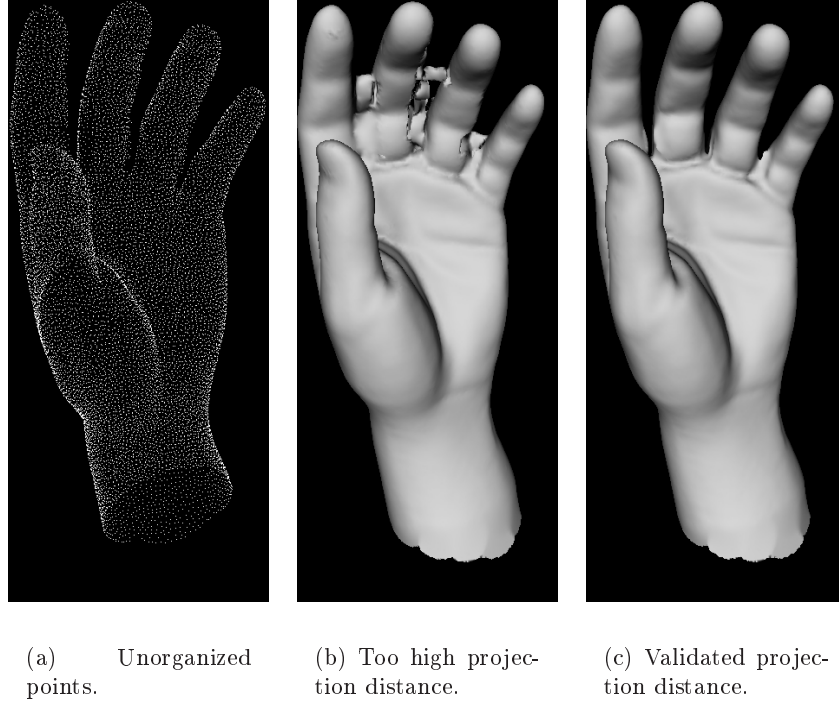 (a) Unorganized
points.
(b) Too high projec-
tion distance.
(c) Validated projec-
tion distance.